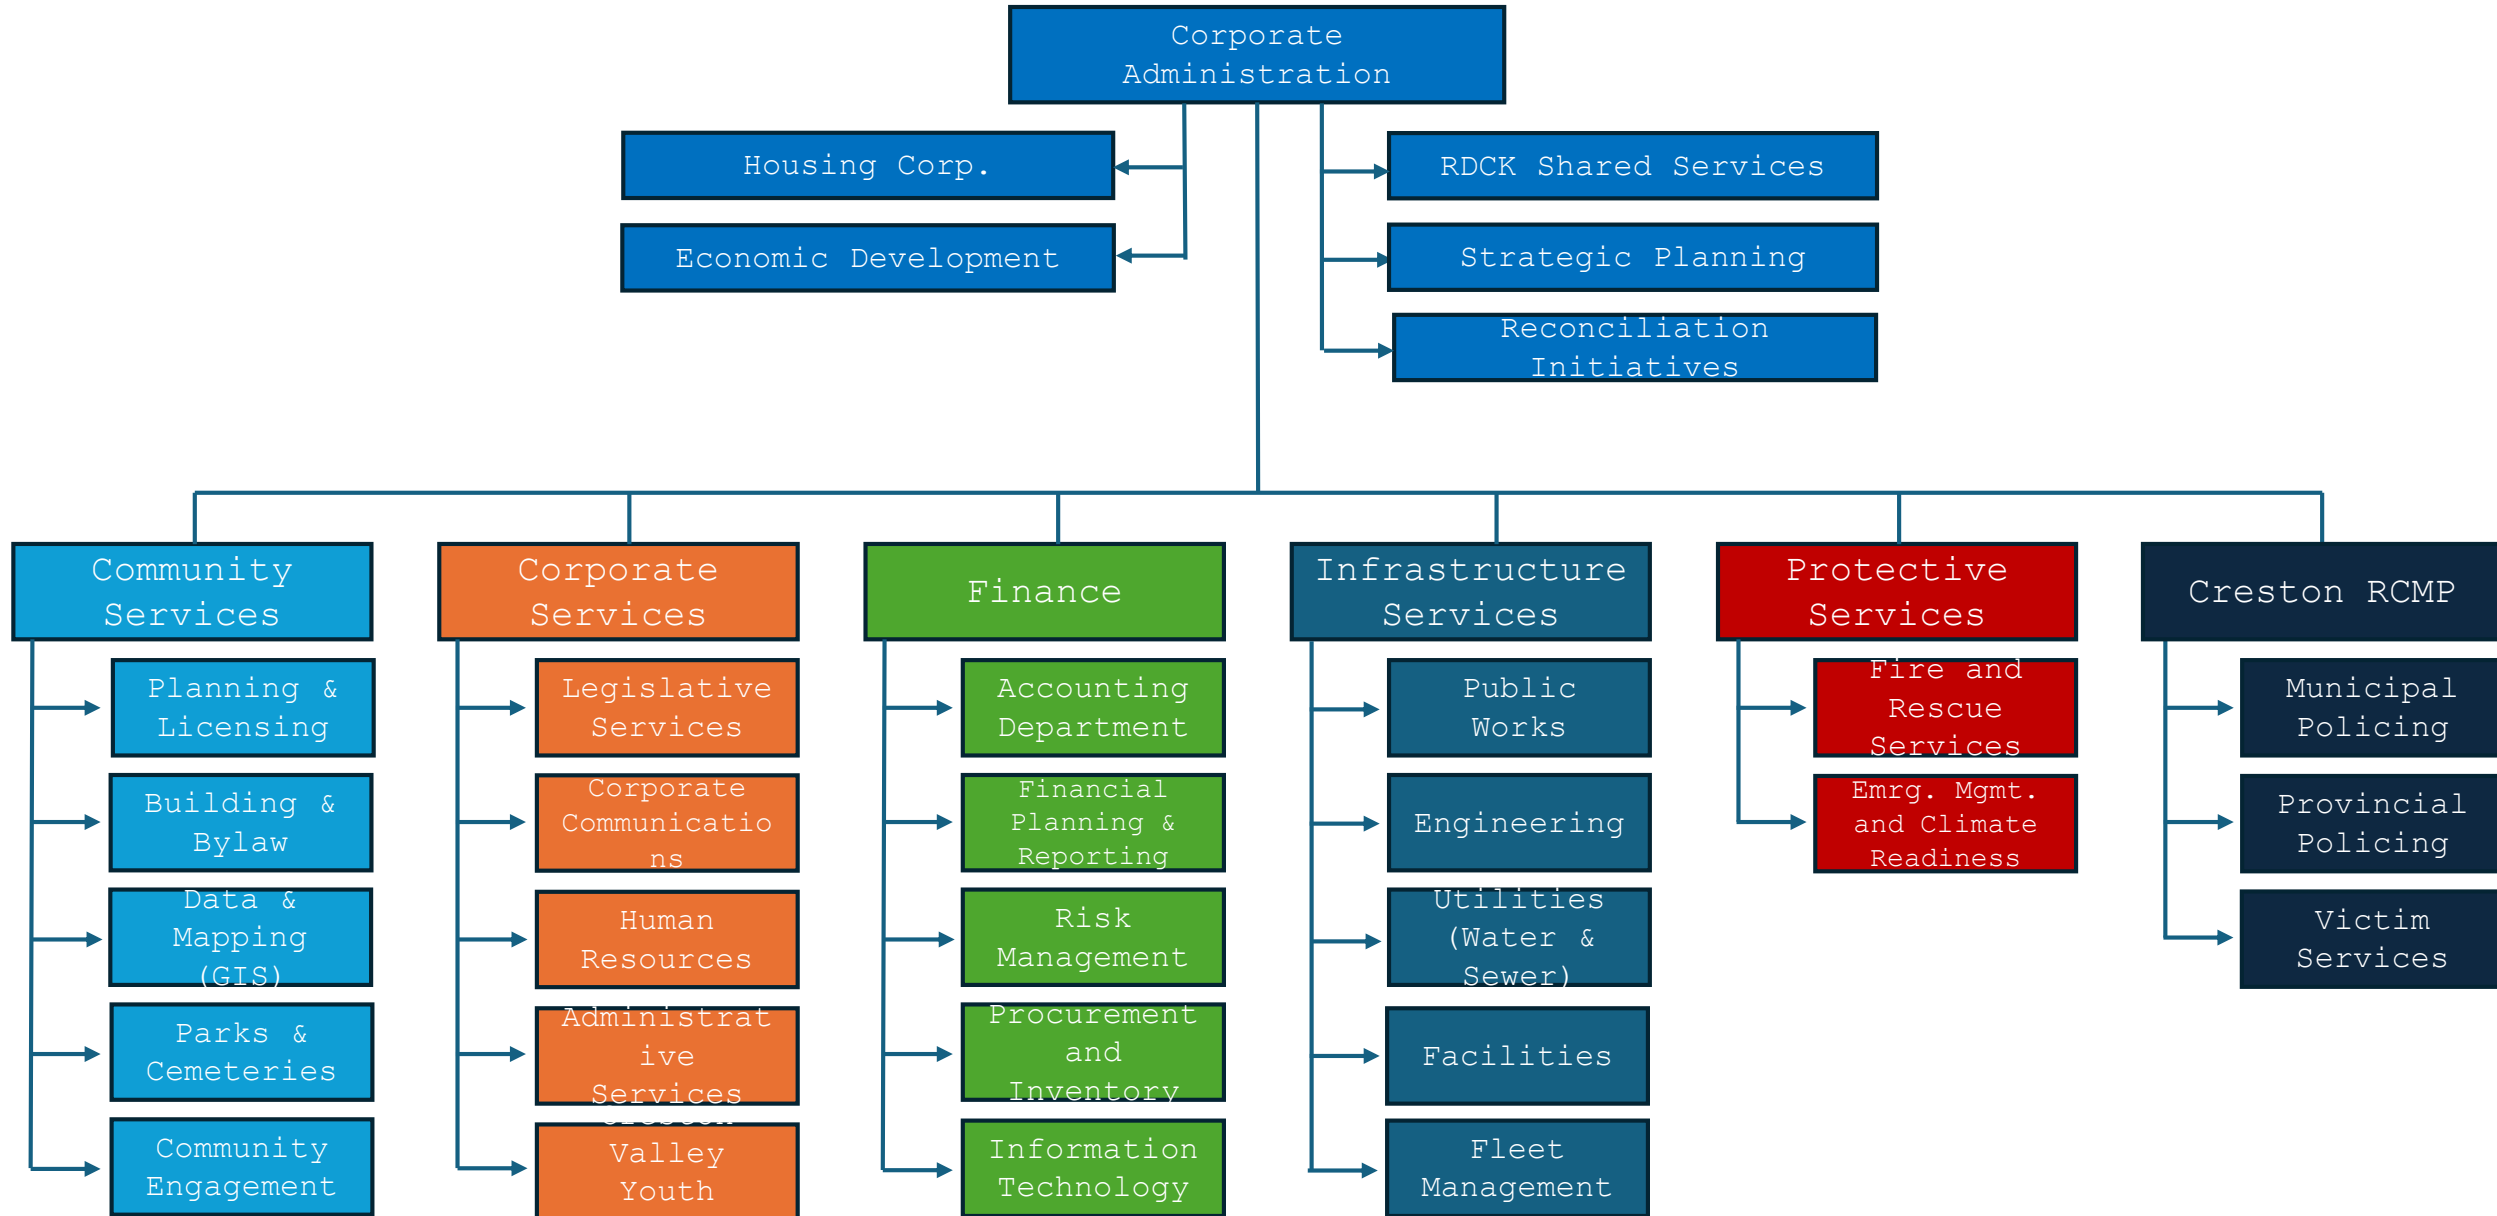 Corporate
Administration
Housing Corp.
RDCK Shared Services
Economic Development
Strategic Planning
Reconciliation
Initiatives
Community
Services
Planning &
Licensing
Building &
Bylaw
Data &
Mapping
(GIS)
Parks &
Cemeteries
Community
Engagement
Corporate
Services
Legislative
Services
Corporate
Communicatio
ns
Human
Resources
Administrat
ive
Services
Creston
Valley
Youth
Finance
Accounting
Department
Financial
Planning &
Reporting
Risk
Management
Procurement
and
Inventory
Information
Technology
Infrastructure
Services
Public
Works
Engineering
Utilities
(Water &
Sewer)
Facilities
Fleet
Management
Protective
Services
Fire and
Rescue
Services
Emrg. Mgmt.
and Climate
Readiness
Creston RCMP
Municipal
Policing
Provincial
Policing
Victim
Services